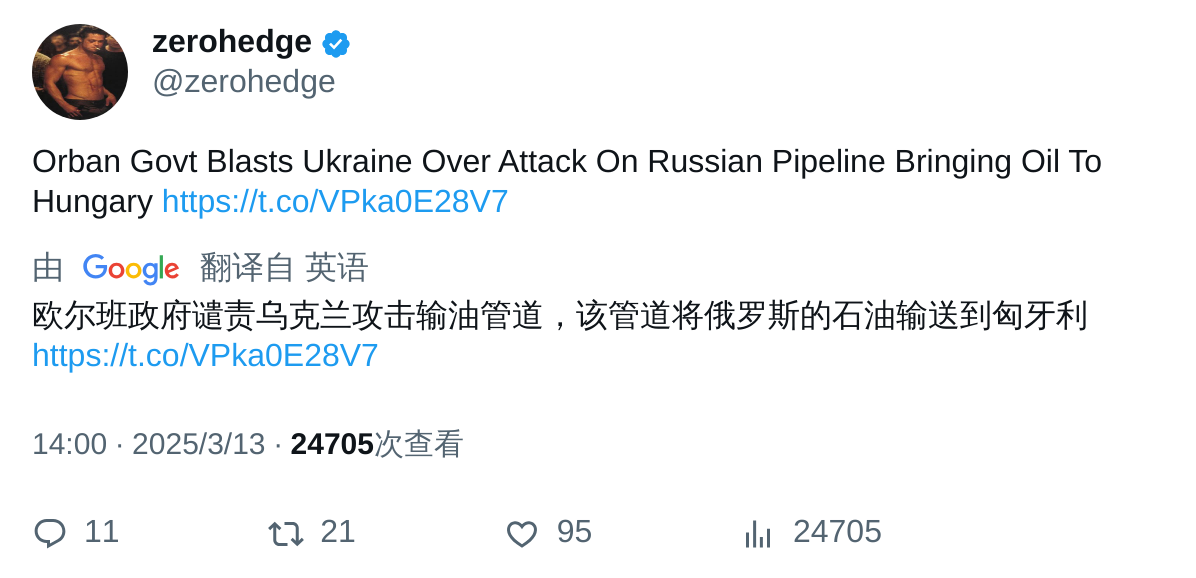 zerohedge
@zerohedge
Orban Govt Blasts Ukraine Over Attack On Russian Pipeline Bringing Oil To
Hungary https://t.co/VPka0E28V7
由 Google 翻译自 英语
欧尔班政府谴责乌克兰攻击输油管道，该管道将俄罗斯的石油输送到匈牙利
https://t.co/VPka0E28V7
14:00 · 2025/3/13 · 24705次查看
11 21 95 24705